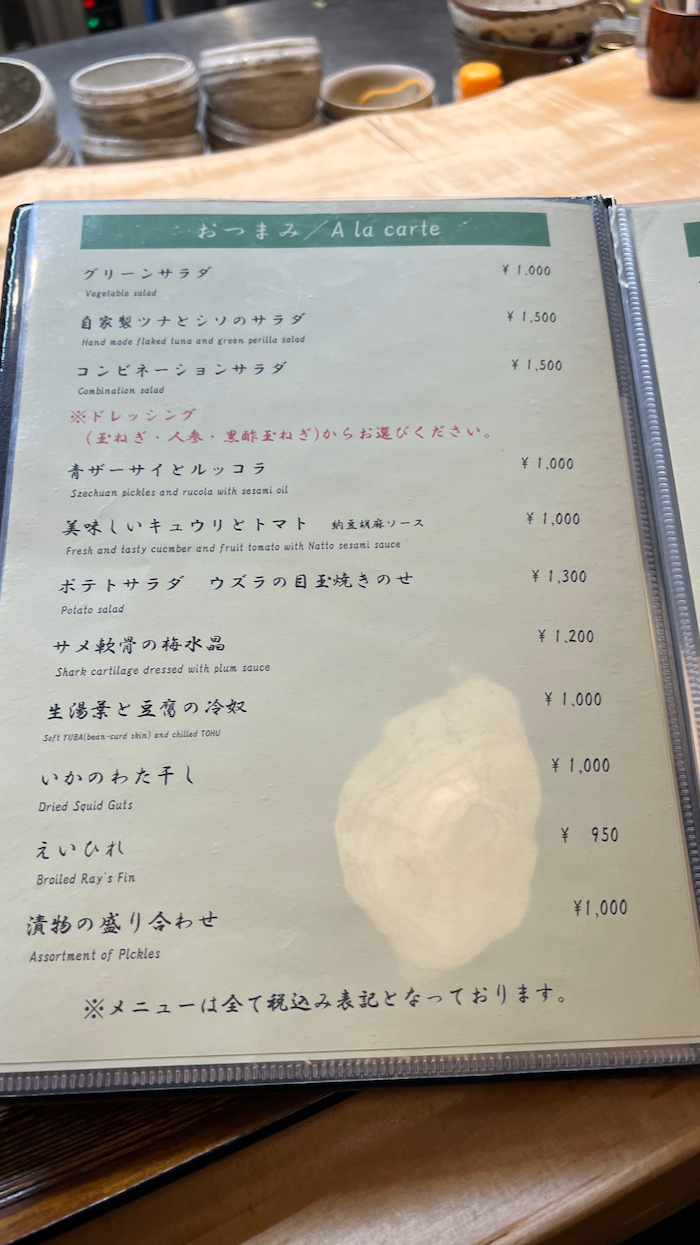 おつまみ／A la carte
グリーンサラダ ¥ 1,000
Vegetable salad
自家製ツナとシソのサラダ ¥ 1,500
Hand made flaked tuna and green perilla salad
コンビネーションサラダ ¥ 1,500
Combination salad
※ドレッシング
(玉ねぎ・人参・黒酢玉ねぎ)からお選びください。
青ザーサイとルッコラ ¥ 1,000
Szechuan pickles and rucola with sesami oil
美味しいキュウリとトマト 納豆胡麻ソース ¥ 1,000
Fresh and tasty cucmber and fruit tomato with Natto sesami sauce
ポテトサラダ ウズラの目玉焼きのせ ¥ 1,300
Potato salad
サメ軟骨の梅水晶 ¥ 1,200
Shark cartilage dressed with plum sauce
生湯葉と豆腐の冷奴 ¥ 1,000
Soft YUBA(bean-curd skin) and chilled TOHU
いかのわた干し ¥ 1,000
Dried Squid Guts
えいひれ ¥ 950
Broiled Ray's Fin
漬物の盛り合わせ ¥1,000
Assortment of Plckles
※メニューは全て税込み表記となっております。